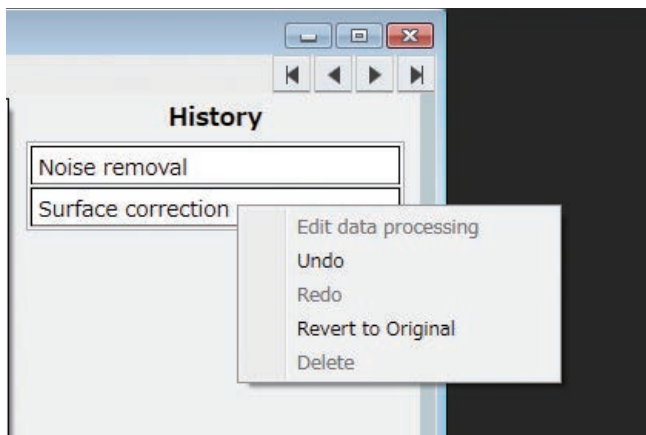 History
Noise removal
Surface correction
Edit data processing
Undo
Redo
Revert to Original
Delete